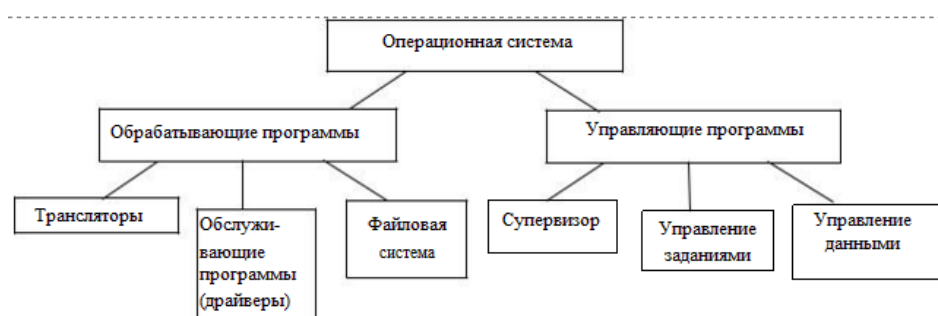 Операционная система
Обрабатывающие программы
Управляющие программы
Трансляторы
Обслужи-
вающие
программы
(драйверы)
Файловая
система
Супервизор
Управление
заданиями
Управление
данными